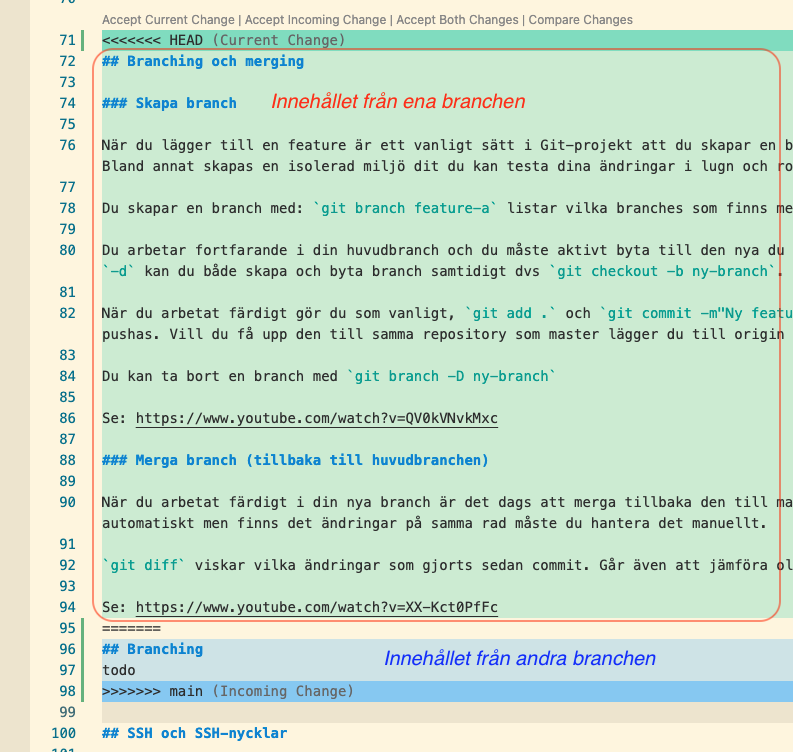 Accept Current Change | Accept Incoming Change | Accept Both Changes | Compare Changes
71 <<<<<<< HEAD (Current Change)
72 ## Branching och merging
73
74 ### Skapa branch Innehållet från ena branchen
75
76 När du lägger till en feature är ett vanligt sätt i Git-projekt att du skapar en
Bland annat skapas en isolerad miljö dit du kan testa dina ändringar i lugn och
77
78 Du skapar en branch med: `git branch feature-a` listar vilka branches som finns
79
80 Du arbetar fortfarande i din huvudbranch och du måste aktivt byta till den nya du
`-d` kan du både skapa och byta branch samtidigt dvs `git checkout -b ny-branch`.
81
82 När du arbetat färdigt gör du som vanligt, `git add .` och `git commit -m"Ny
pushas. Vill du få upp den till samma repository som master lägger du till origin
83
84 Du kan ta bort en branch med `git branch -D ny-branch`
85
86 Se: https://www.youtube.com/watch?v=QV0kVNvkMxc
87
88 ### Merga branch (tillbaka till huvudbranchen)
89
90 När du arbetat färdigt i din nya branch är det dags att merga tillbaka den till
automatiskt men finns det ändringar på samma rad måste du hantera det manuellt.
91
92 `git diff` viskar vilka ändringar som gjorts sedan commit. Går även att jämföra
93
94 Se: https://www.youtube.com/watch?v=XX-Kct0PfFc
95 =======
96 ## Branching Innehållet från andra branchen
97 todo
98 >>>>>>> main (Incoming Change)
99
100 ## SSH och SSH-nycklar